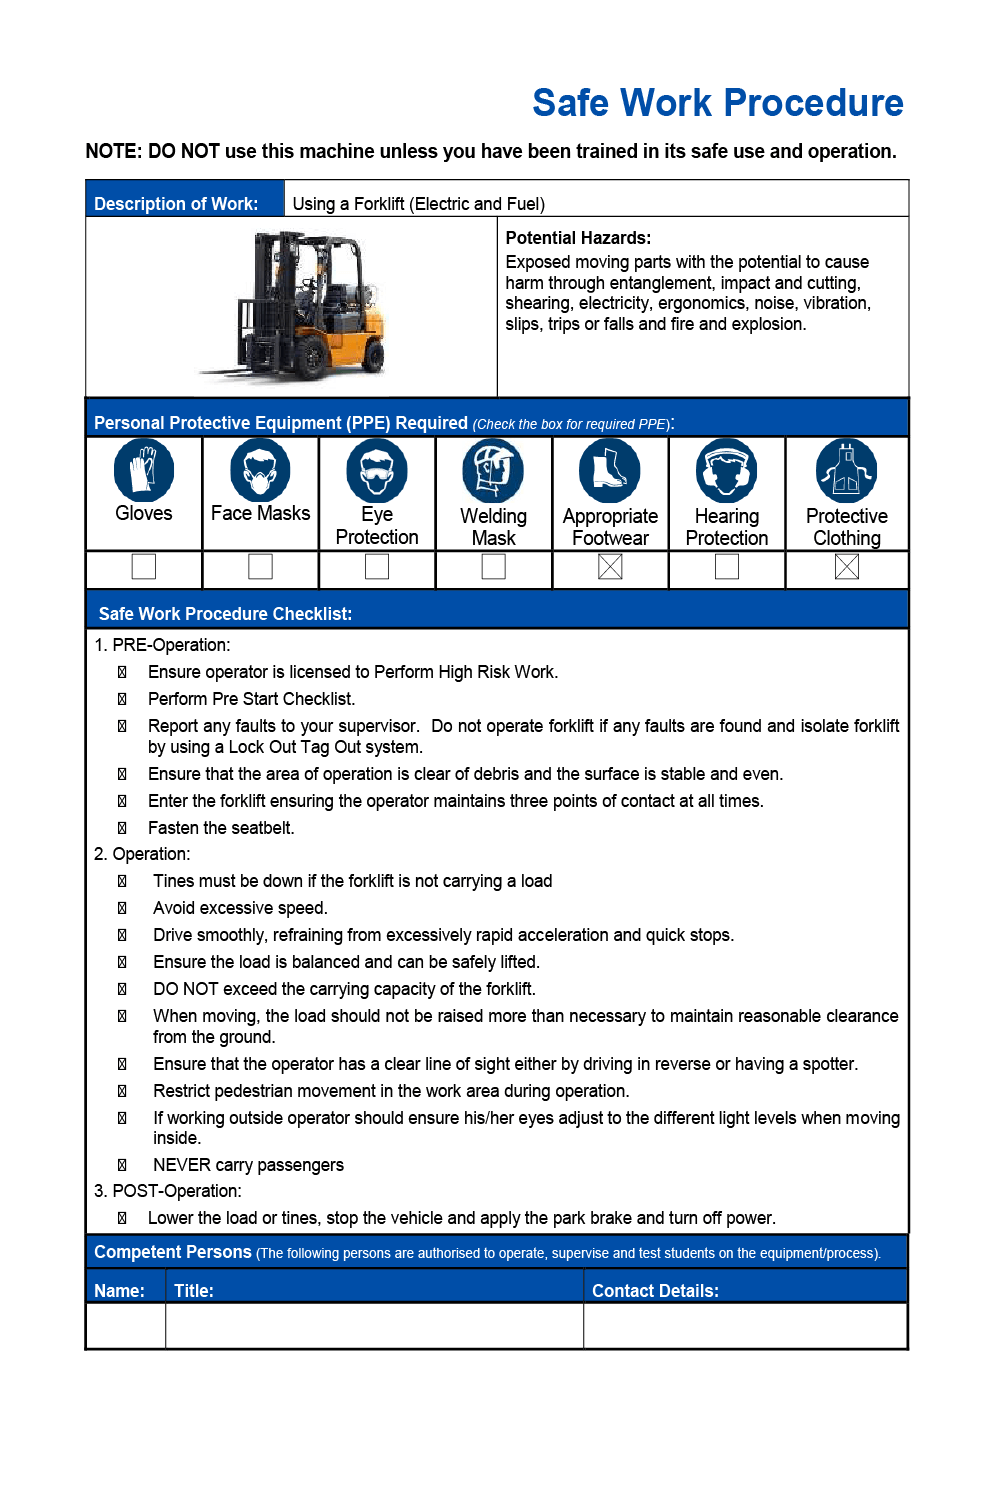 Safe Work Procedure
NOTE: DO NOT use this machine unless you have been trained in its safe use and operation.
Description of Work: Using a Forklift (Electric and Fuel)
Potential Hazards:
Exposed moving parts with the potential to cause
harm through entanglement, impact and cutting,
shearing, electricity, ergonomics, noise, vibration,
slips, trips or falls and fire and explosion.
Personal Protective Equipment (PPE) Required (Check the box for required PPE):
Gloves Face Masks Eye Protection Welding Mask Appropriate Footwear Hearing Protection Protective Clothing
☐ ☐ ☐ ☐ ☒ ☐ ☒
Safe Work Procedure Checklist:
1. PRE-Operation:
Ensure operator is licensed to Perform High Risk Work.
Perform Pre Start Checklist.
Report any faults to your supervisor. Do not operate forklift if any faults are found and isolate forklift
by using a Lock Out Tag Out system.
Ensure that the area of operation is clear of debris and the surface is stable and even.
Enter the forklift ensuring the operator maintains three points of contact at all times.
Fasten the seatbelt.
2. Operation:
Tines must be down if the forklift is not carrying a load
Avoid excessive speed.
Drive smoothly, refraining from excessively rapid acceleration and quick stops.
Ensure the load is balanced and can be safely lifted.
DO NOT exceed the carrying capacity of the forklift.
When moving, the load should not be raised more than necessary to maintain reasonable clearance
from the ground.
Ensure that the operator has a clear line of sight either by driving in reverse or having a spotter.
Restrict pedestrian movement in the work area during operation.
If working outside operator should ensure his/her eyes adjust to the different light levels when moving
inside.
NEVER carry passengers
3. POST-Operation:
Lower the load or tines, stop the vehicle and apply the park brake and turn off power.
Competent Persons (The following persons are authorised to operate, supervise and test students on the equipment/process).
Name: Title: Contact Details: